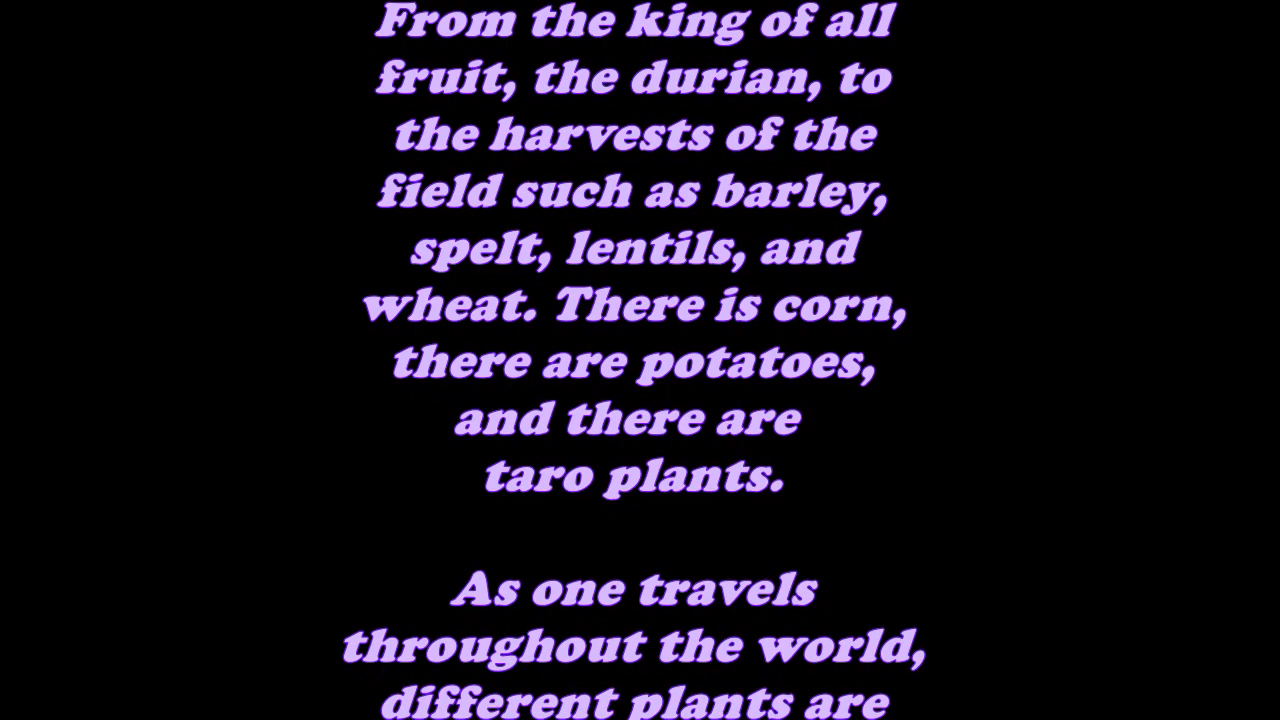 From the king of all
fruit, the durian, to
the harvests of the
field such as barley,
spelt, lentils, and
wheat. There is corn,
there are potatoes,
and there are
taro plants.
As one travels
throughout the world,
different plants are